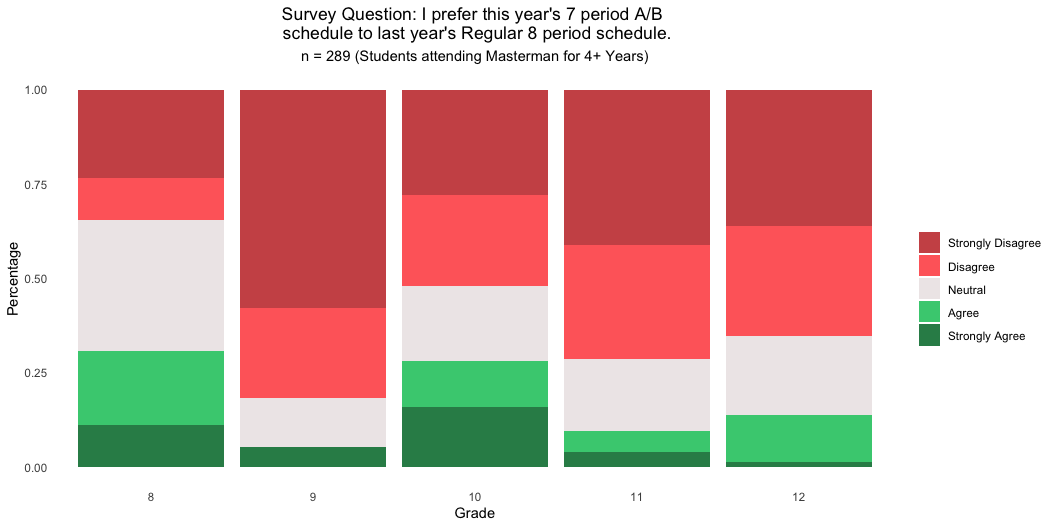 Survey Question: I prefer this year's 7 period A/B
schedule to last year's Regular 8 period schedule.
n = 289 (Students attending Masterman for 4+ Years)
1.00
0.75
0.50
0.25
0.00
Percentage
8
9
10
11
12
Grade
Strongly Disagree
Disagree
Neutral
Agree
Strongly Agree